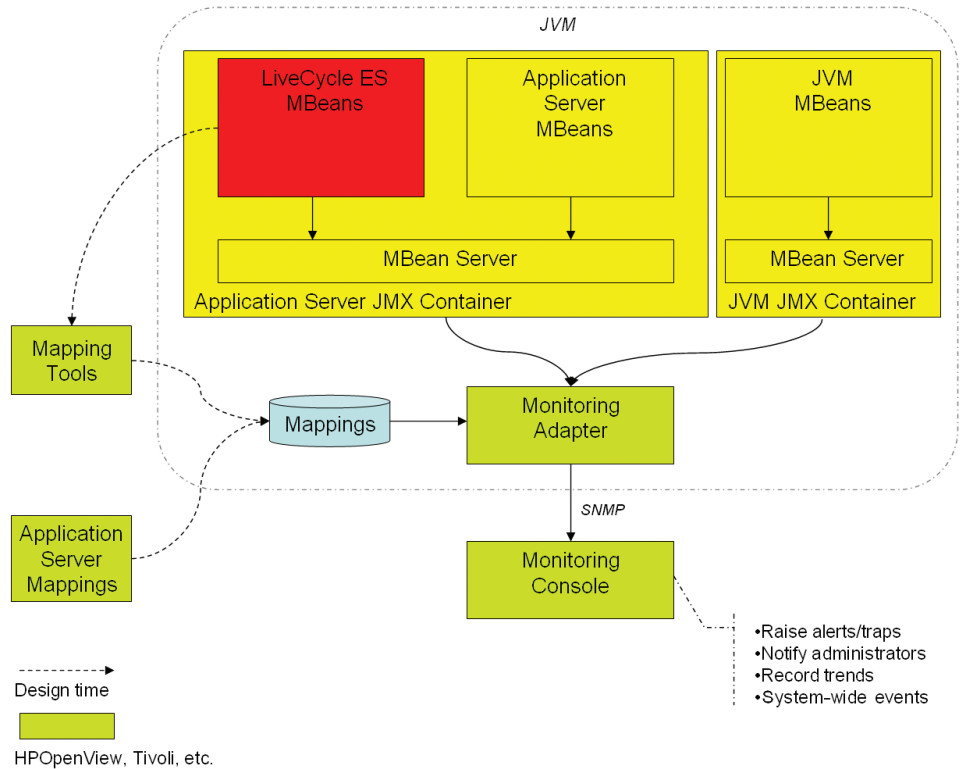 JVM
LiveCycle ES
MBeans
Application
Server
MBeans
JVM
MBeans
MBean Server
MBean Server
Application Server JMX Container
JVM JMX Container
Mapping
Tools
Mappings
Monitoring
Adapter
SNMP
Application
Server
Mappings
Monitoring
Console
•Raise alerts/traps
•Notify administrators
•Record trends
•System-wide events
Design time
HPOpenView, Tivoli, etc.